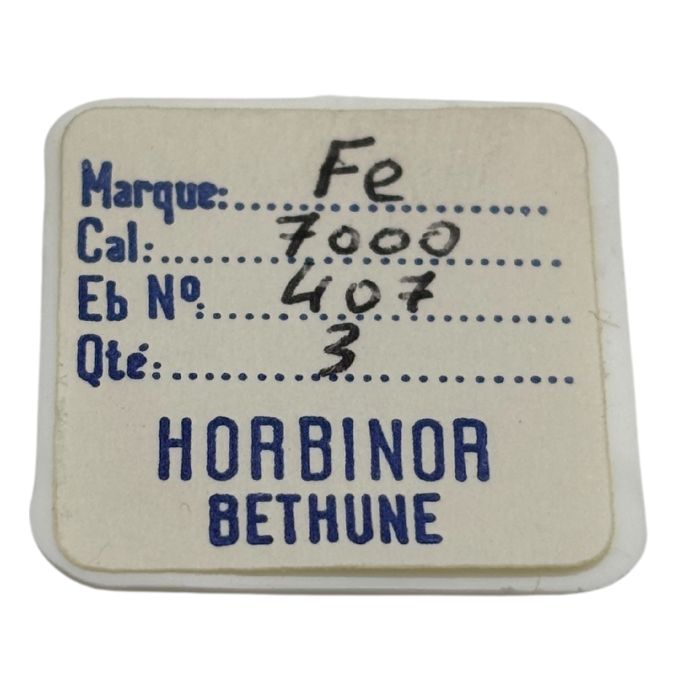 Marque: Fe
Cal: 7000
Eb Nº: 407
Qté: 3
HORBINOR
BETHUNE